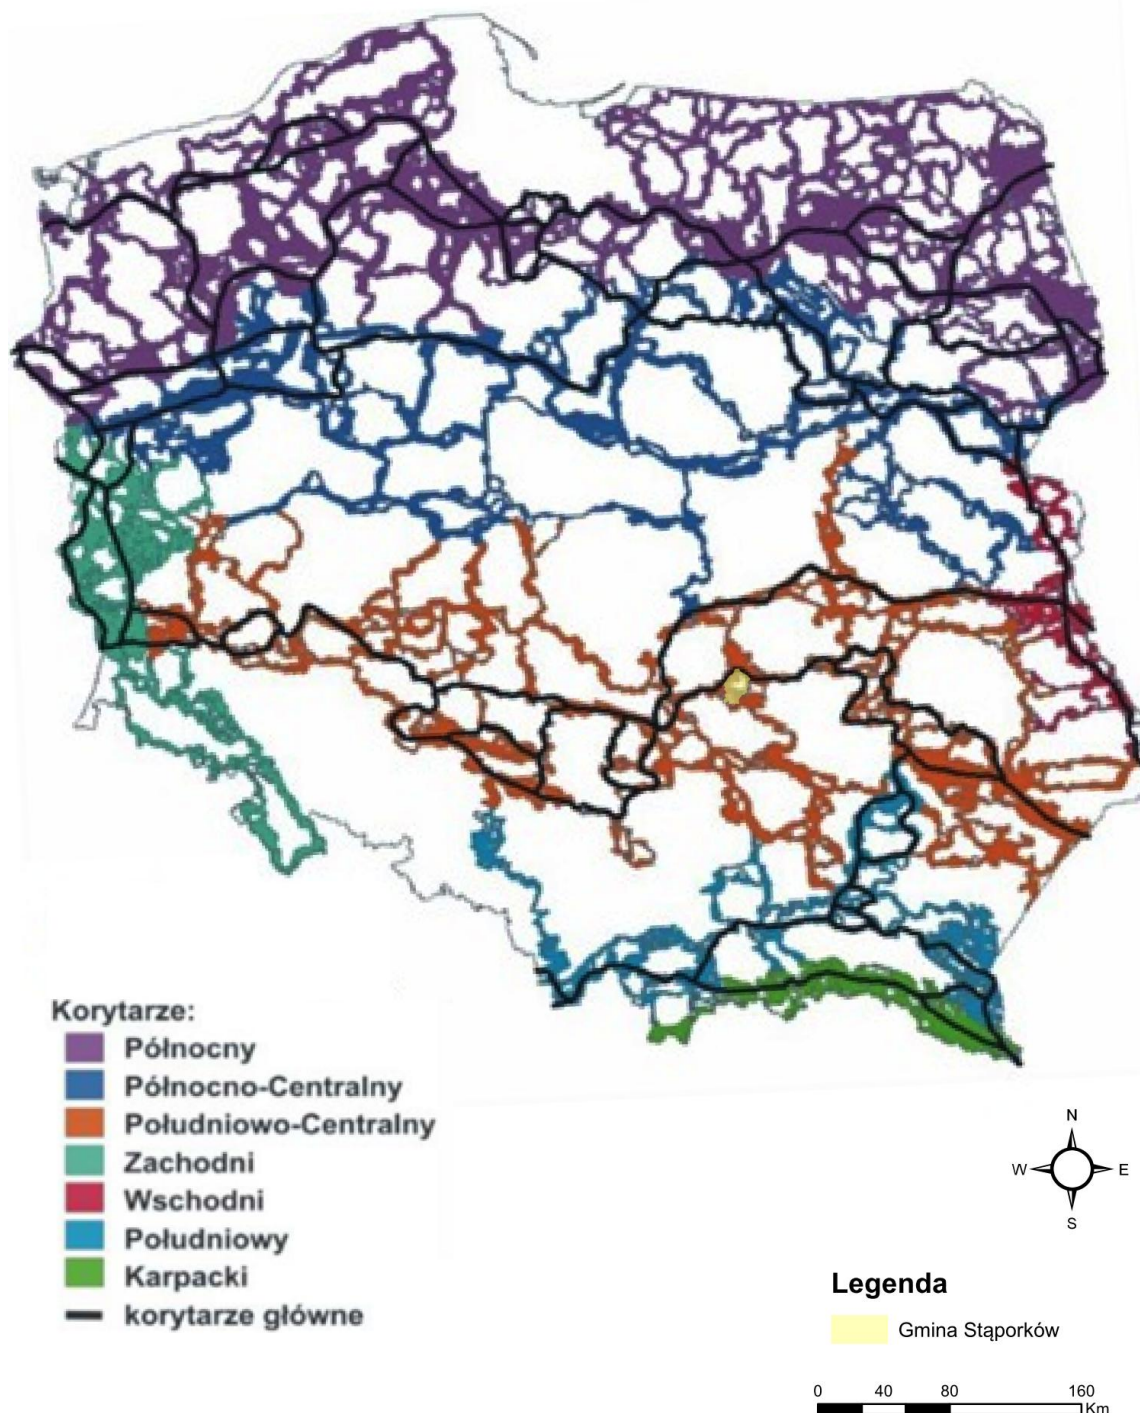 Korytarze:
Północny
Północno-Centralny
Południowo-Centralny
Zachodni
Wschodni
Południowy
Karpacki
korytarze główne
N
W E
S
Legenda
Gmina Stąporków
0 40 80 160
Km